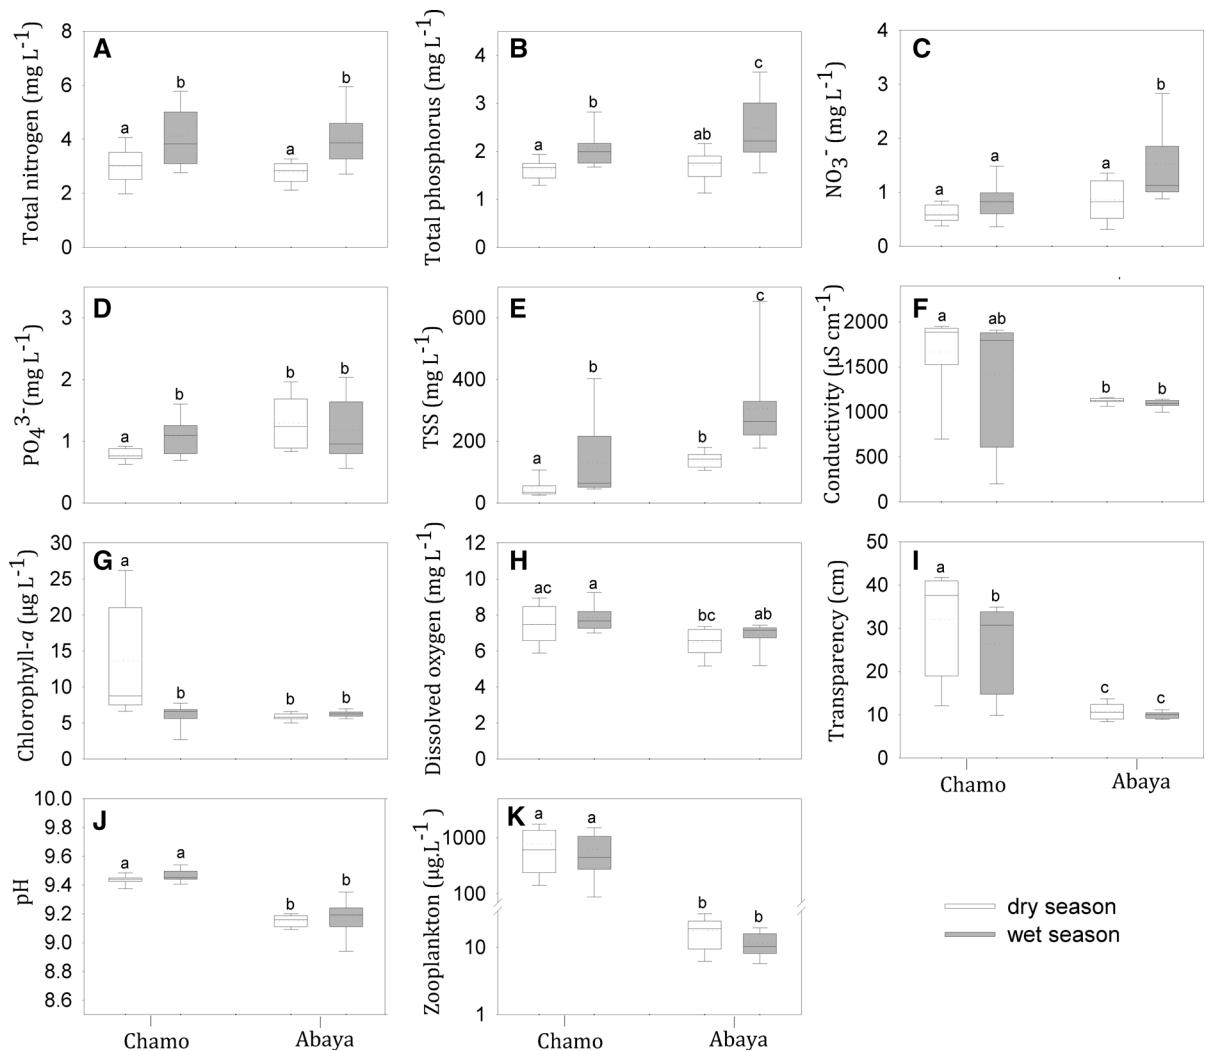 A
Total nitrogen (mg L-1)
8
6
4
2
0
a
b
a
b
B
Total phosphorus (mg L-1)
4
3
2
1
0
a
b
ab
c
C
NO3- (mg L-1)
4
3
2
1
0
a
a
a
b
D
PO43-(mg L-1)
3
2
1
0
a
b
b
b
E
TSS (mg L-1)
600
400
200
0
a
b
b
c
F
Conductivity (µS cm-1)
2000
1500
1000
500
0
a
ab
b
b
G
Chlorophyll-a (µg L-1)
30
25
20
15
10
5
0
a
b
b
b
H
Dissolved oxygen (mg L-1)
12
10
8
6
4
2
0
ac
a
bc
ab
I
Transparency (cm)
50
40
30
20
10
0
a
b
c
c
Chamo
Abaya
J
pH
10.0
9.8
9.6
9.4
9.2
9.0
8.8
8.6
a
a
b
b
Chamo
Abaya
K
Zooplankton (µg.L-1)
1000
100
10
1
a
a
b
b
Chamo
Abaya
dry season
wet season